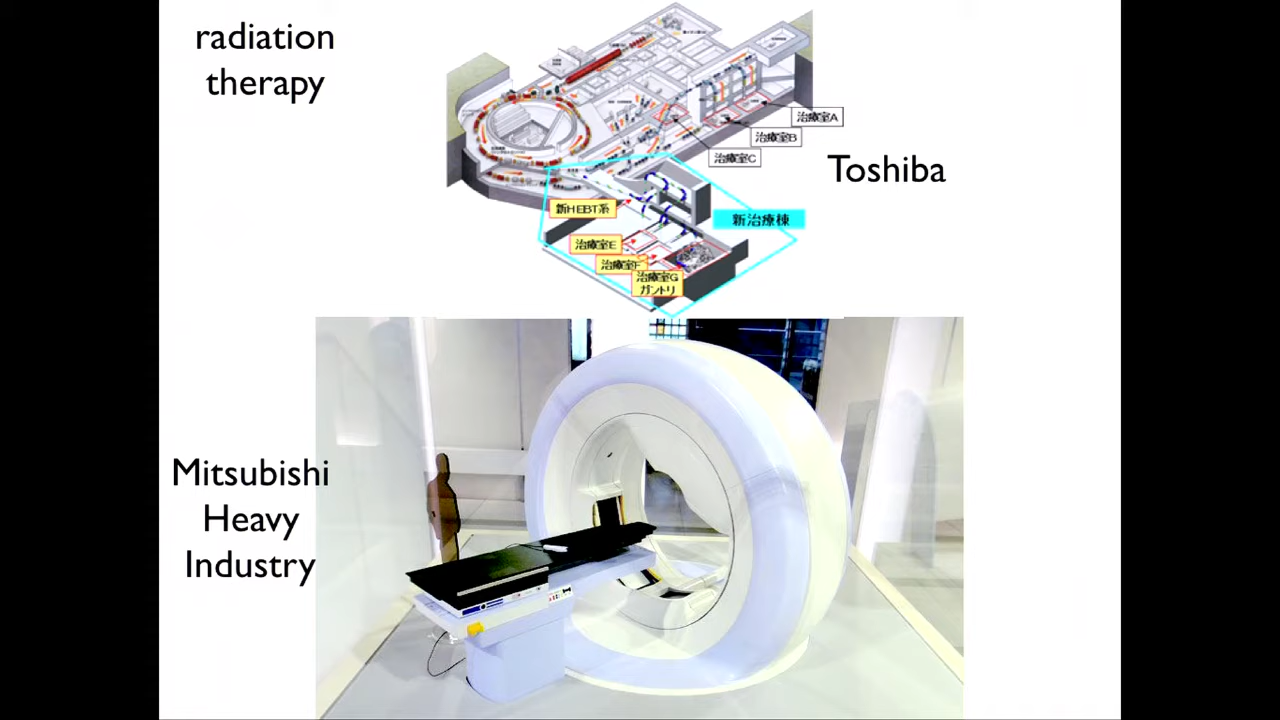 radiation
therapy
治療室A
治療室B
治療室C
Toshiba
新HEBT系
新治療棟
治療室E
治療室F
治療室G
ガントリ
Mitsubishi
Heavy
Industry